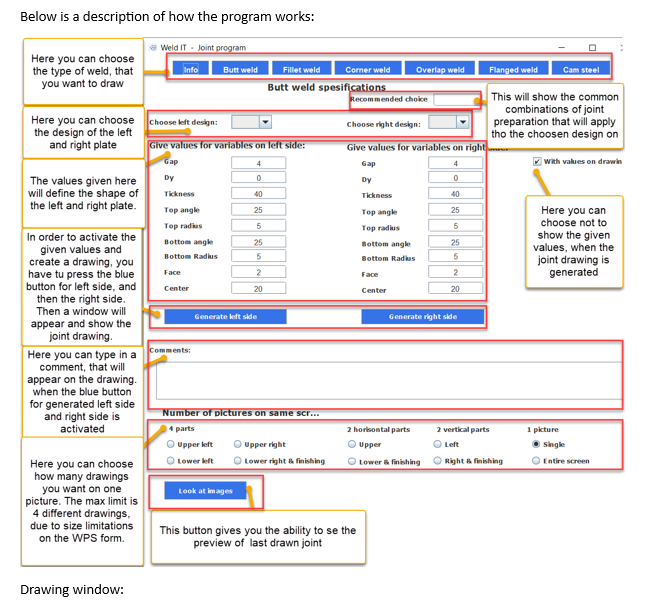 Below is a description of how the program works:
Weld IT - Joint program
Here you can choose
the type of weld, that
you want to draw
Info
Butt weld
Fillet weld
Corner weld
Overlap weld
Flanged weld
Cam steel
Butt weld spesifications
Recommended choice
This will show the common
combinations of joint
preparation that will apply
tho the choosen design on
Here you can choose
the design of the left
and right plate
Choose left design:
Choose right design:
Give values for variables on left side:
Give values for variables on right side:
The values given here
will define the shape of
the left and right plate.
Gap 4
Dy 0
Tickness 40
Top angle 25
Top radius 5
Bottom angle 25
Bottom Radius 5
Face 2
Center 20
Gap 4
Dy 0
Tickness 40
Top angle 25
Top radius 5
Bottom angle 25
Bottom Radius 5
Face 2
Center 20
With values on drawin
Here you can
choose not to
show the given
values, when the
joint drawing is
generated
In order to activate the
given values and
create a drawing, you
have tu press the blue
button for left side, and
then the right side.
Then a window will
appear and show the
joint drawing.
Generate left side
Generate right side
Here you can type in a
comment, that will
appear on the drawing.
when the blue button
for generated left side
and right side is
activated
Comments:
Number of pictures on same scr...
4 parts
2 horisontal parts
2 vertical parts
1 picture
Upper left
Upper right
Upper
Left
Single
Lower left
Lower right & finishing
Lower & finishing
Right & finishing
Entire screen
Here you can choose
how many drawings
you want on one
picture. The max limit is
4 different drawings,
due to size limitations
on the WPS form.
Look at images
This button gives you the ability to se the
preview of last drawn joint
Drawing window: